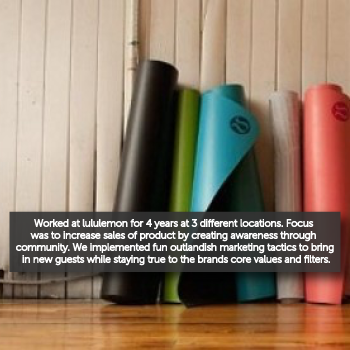 Worked at lululemon for 4 years at 3 different locations. Focus
was to increase sales of product by creating awareness through
community. We implemented fun outlandish marketing tactics to bring
in new guests while staying true to the brands core values and filters.